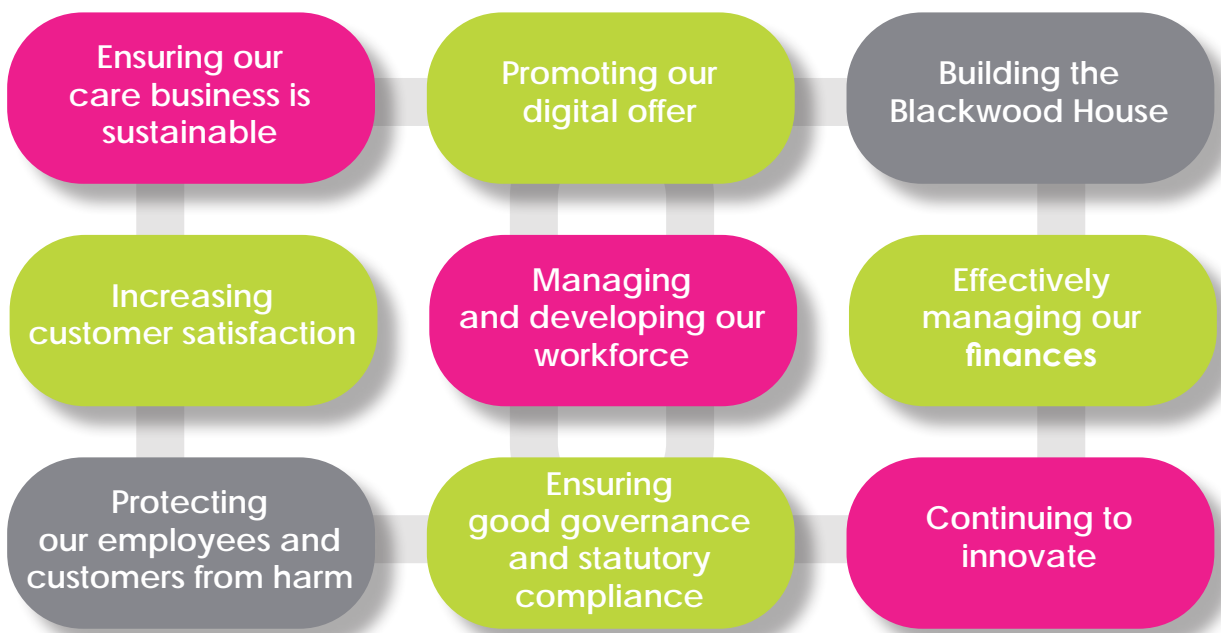 Ensuring our
care business is
sustainable
Promoting our
digital offer
Building the
Blackwood House
Increasing
customer satisfaction
Managing
and developing our
workforce
Effectively
managing our
finances
Protecting
our employees and
customers from harm
Ensuring
good governance
and statutory
compliance
Continuing to
innovate